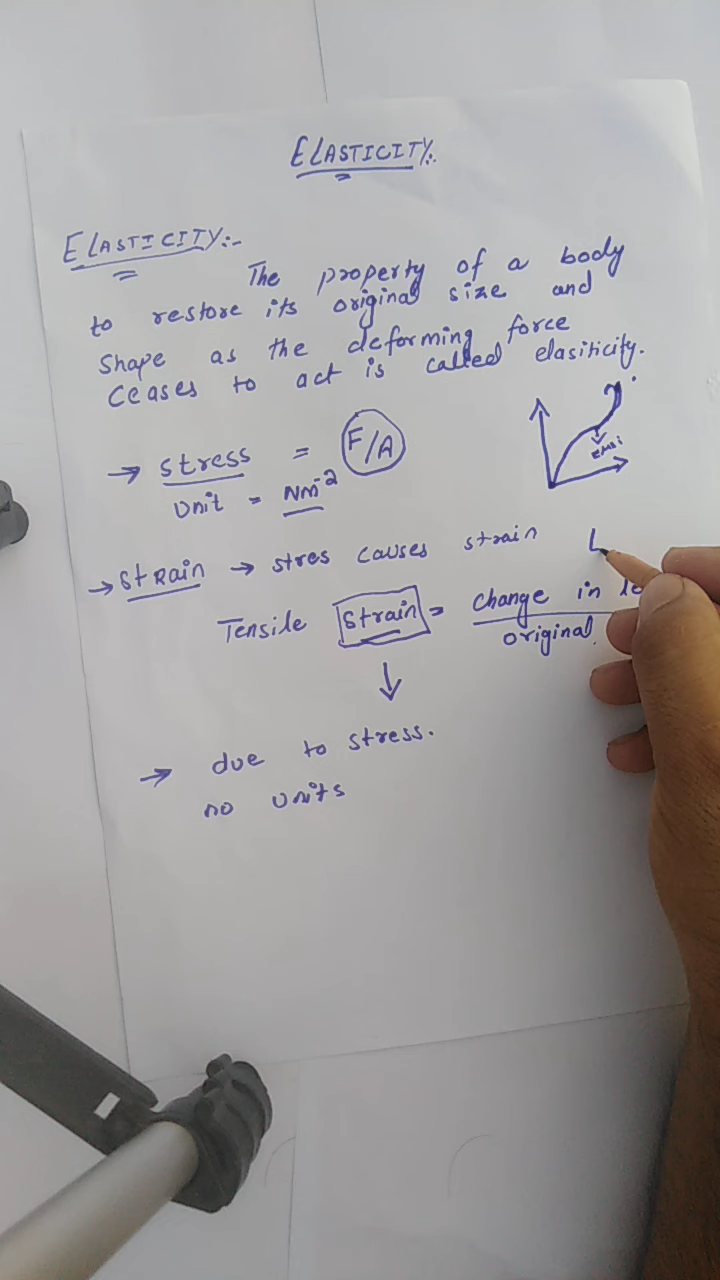 ELASTICITY:.
ELASTICITY:-
The property of a body
to restore its original size and
shape as the deforming force
ceases to act is called elasiticity.
→ stress = F/A
Unit = Nm⁻²
→ Strain → stres causes strain L
Tensile Strain = change in le
original
↓
→ due to stress.
no units